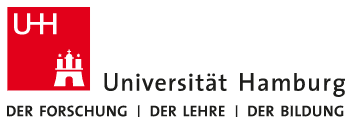 UHH
Universität Hamburg
DER FORSCHUNG | DER LEHRE | DER BILDUNG